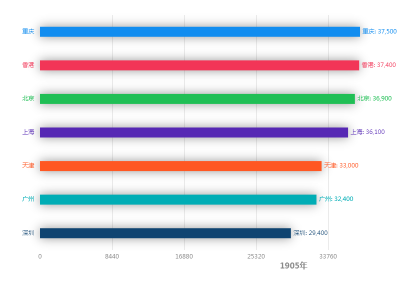 重庆 重庆: 37,500
香港 香港: 37,400
北京 北京: 36,900
上海 上海: 36,100
天津 天津: 33,000
广州 广州: 32,400
深圳 深圳: 29,400
0 8440 16880 25320 33760
1905年